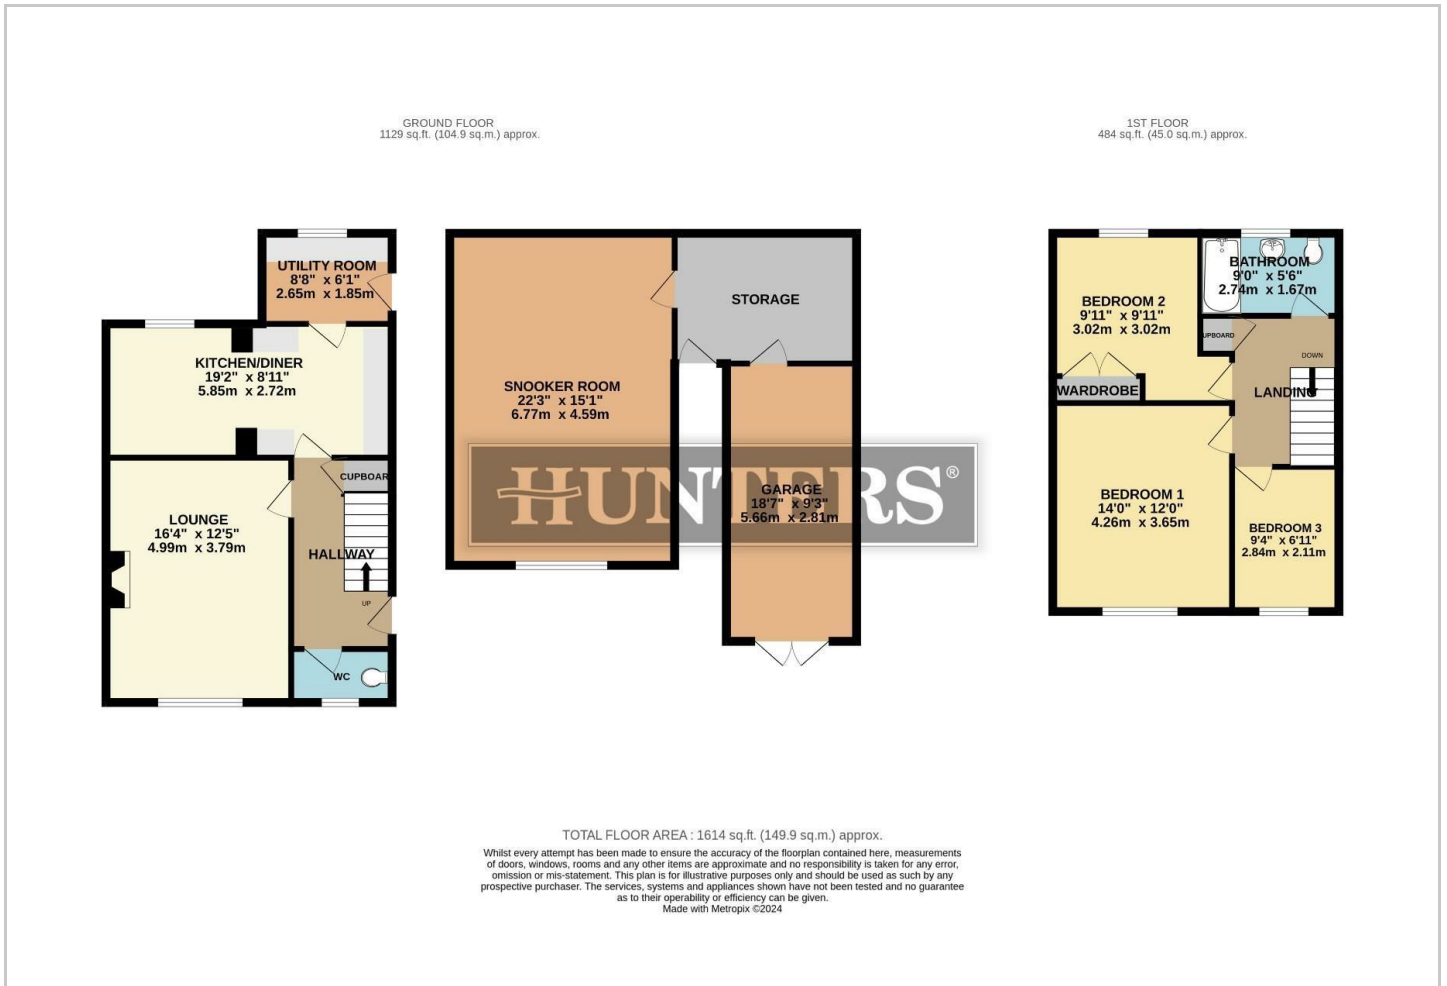 GROUND FLOOR
1129 sq.ft. (104.9 sq.m.) approx.
1ST FLOOR
484 sq.ft. (45.0 sq.m.) approx.
UTILITY ROOM
8'8" x 6'1"
2.65m x 1.85m
KITCHEN/DINER
19'2" x 8'11"
5.85m x 2.72m
CUPBOAR
LOUNGE
16'4" x 12'5"
4.99m x 3.79m
HALLWAY
UP
WC
STORAGE
SNOOKER ROOM
22'3" x 15'1"
6.77m x 4.59m
HUNTERS®
GARAGE
18'7" x 9'3"
5.66m x 2.81m
BATHROOM
9'0" x 5'6"
2.74m x 1.67m
BEDROOM 2
9'11" x 9'11"
3.02m x 3.02m
UPBOARD
DOWN
WARDROBE
LANDING
BEDROOM 1
14'0" x 12'0"
4.26m x 3.65m
BEDROOM 3
9'4" x 6'11"
2.84m x 2.11m
TOTAL FLOOR AREA : 1614 sq.ft. (149.9 sq.m.) approx.
Whilst every attempt has been made to ensure the accuracy of the floorplan contained here, measurements
of doors, windows, rooms and any other items are approximate and no responsibility is taken for any error,
omission or mis-statement. This plan is for illustrative purposes only and should be used as such by any
prospective purchaser. The services, systems and appliances shown have not been tested and no guarantee
as to their operability or efficiency can be given.
Made with Metropix ©2024